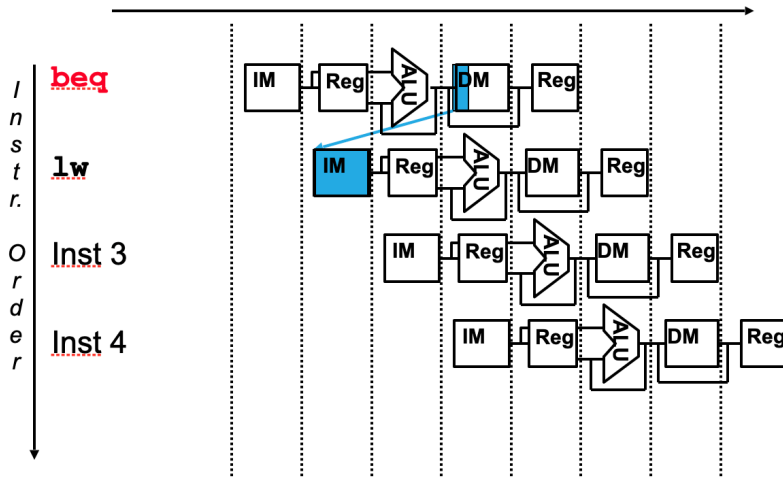 Instr. Order
beq
IM Reg ALU DM Reg
lw
IM Reg ALU DM Reg
Inst 3
IM Reg ALU DM Reg
Inst 4
IM Reg ALU DM Reg